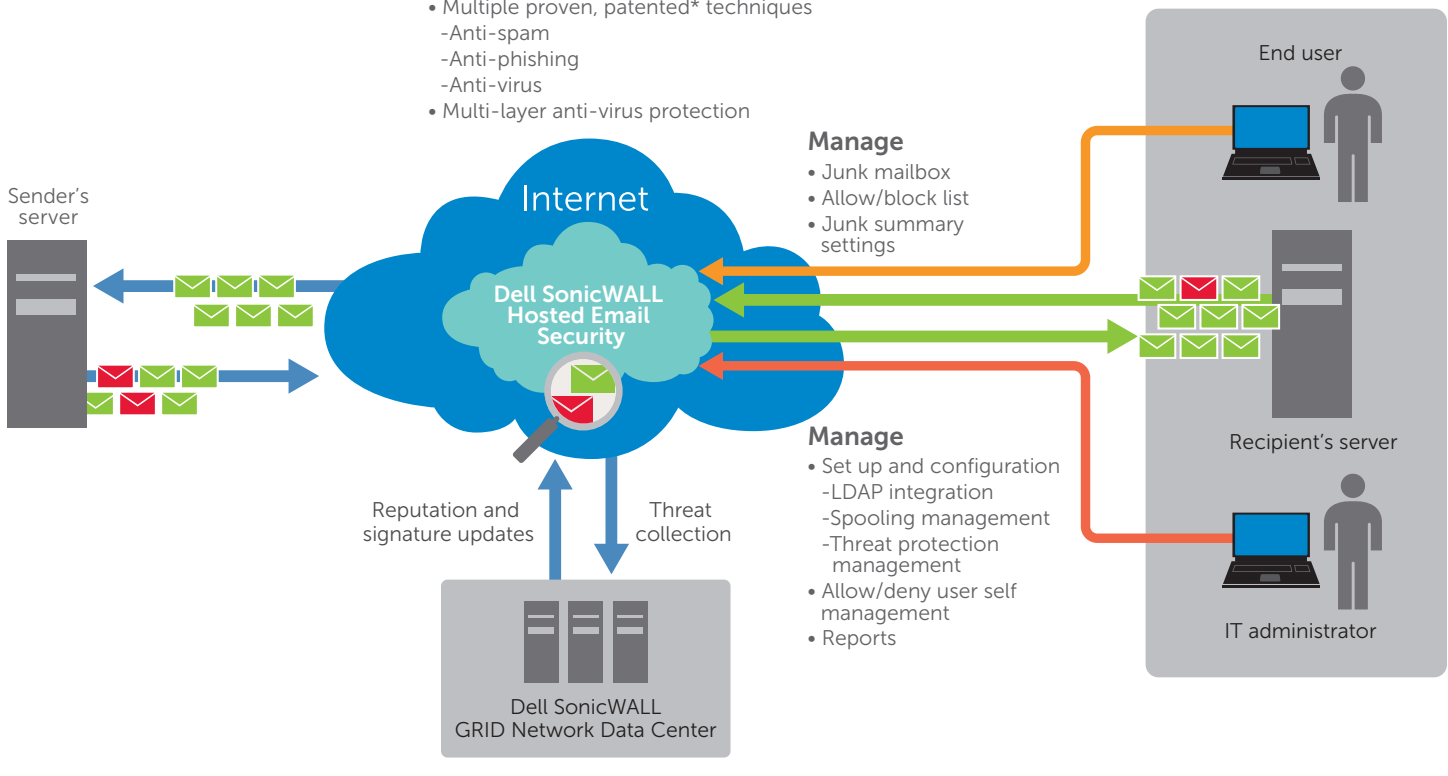 • Multiple proven, patented* techniques
-Anti-spam
-Anti-phishing
-Anti-virus
• Multi-layer anti-virus protection
Sender's
server
Internet
Dell SonicWALL
Hosted Email
Security
Manage
• Junk mailbox
• Allow/block list
• Junk summary
settings
End user
Recipient's server
Manage
• Set up and configuration
-LDAP integration
-Spooling management
-Threat protection
management
• Allow/deny user self
management
• Reports
IT administrator
Reputation and
signature updates
Threat
collection
Dell SonicWALL
GRID Network Data Center